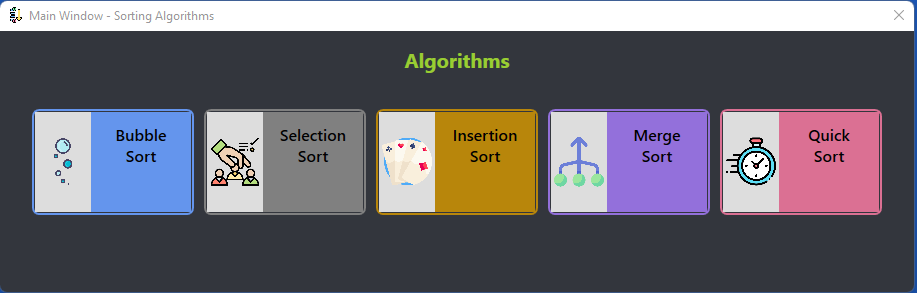 Main Window - Sorting Algorithms
Algorithms
Bubble
Sort
Selection
Sort
Insertion
Sort
Merge
Sort
Quick
Sort